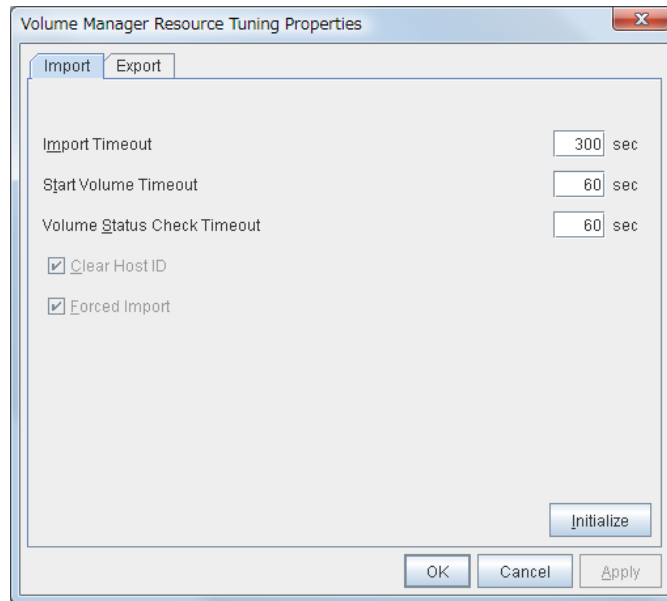 Volume Manager Resource Tuning Properties
Import Export
Import Timeout 300 sec
Start Volume Timeout 60 sec
Volume Status Check Timeout 60 sec
Clear Host ID
Forced Import
Initialize
OK Cancel Apply